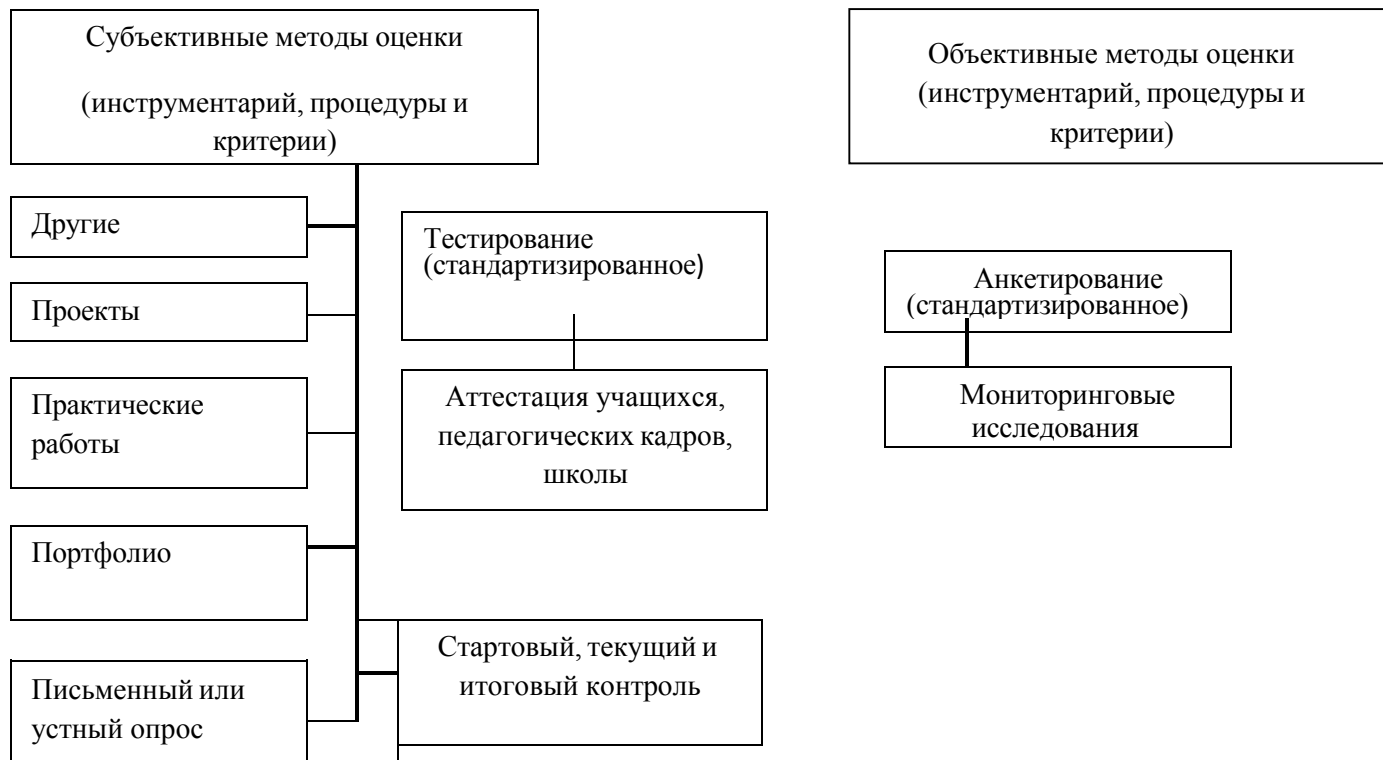 Субъективные методы оценки
(инструментарий, процедуры и
критерии)
Объективные методы оценки
(инструментарий, процедуры и
критерии)
Другие
Проекты
Практические
работы
Портфолио
Письменный или
устный опрос
Тестирование
(стандартизированное)
Аттестация учащихся,
педагогических кадров,
школы
Стартовый, текущий и
итоговый контроль
Анкетирование
(стандартизированное)
Мониторинговые
исследования